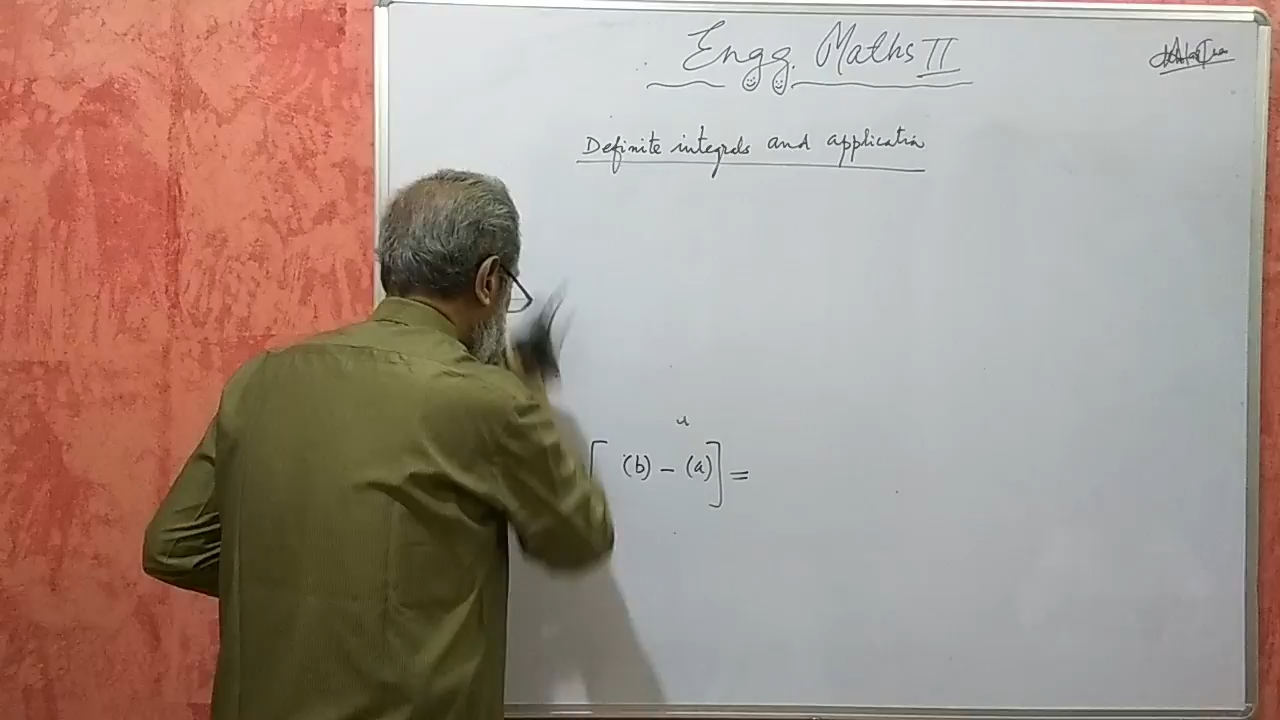 Engg. Maths II
Definite integrals and application
[ (b) - (a)] =